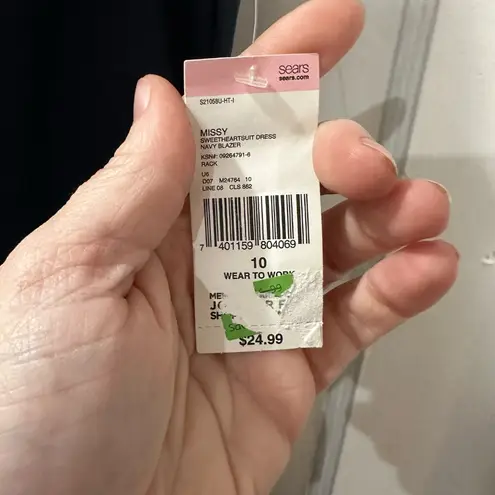 sears
sears.com
S21058U-HT-I
MISSY
SWEETHEARTSUIT DRESS
NAVY BLAZER
KSN#: 09264791-6
RACK
U6
D07 M24764 10
LINE 08 CLS 862
7 401159 804069
10
WEAR TO WORK
$24.99